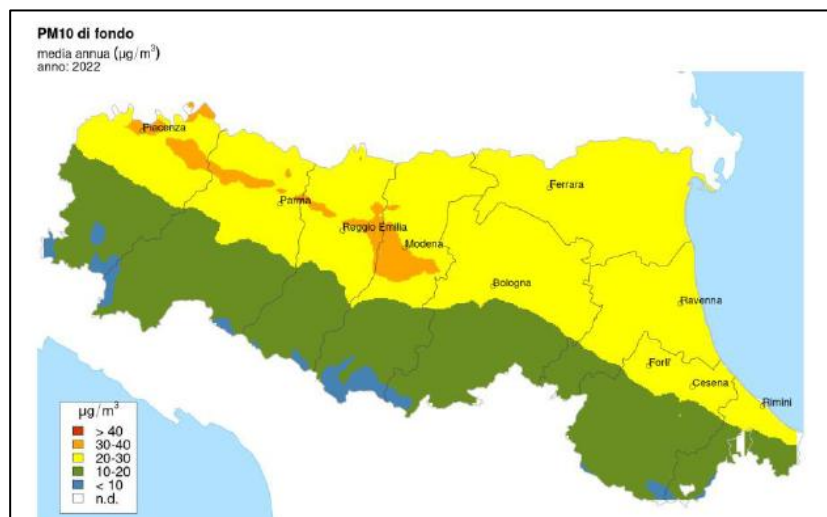 PM10 di fondo
media annua (µg/m³)
anno: 2022
Piacenza
Parma
Reggio Emilia
Modena
Ferrara
Bologna
Ravenna
Forli'
Cesena
Rimini
µg/m³
> 40
30-40
20-30
10-20
< 10
n.d.